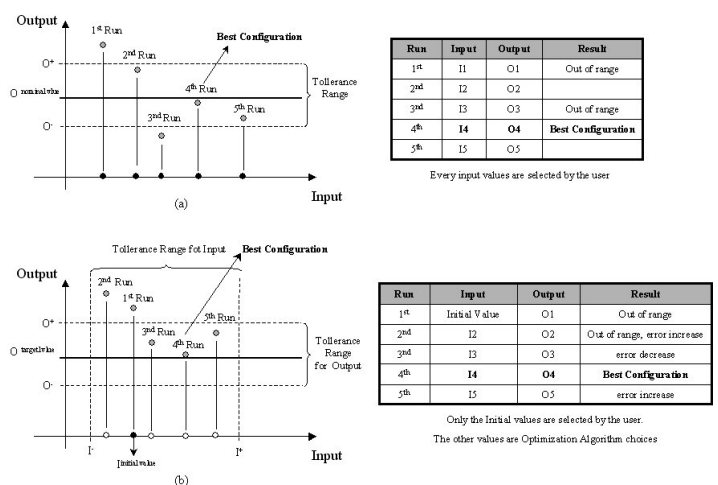 Output
1st Run
Best Configuration
2nd Run
O+
4th Run
Tollerance
Range
O nominal value
3nd Run
5th Run
O-
Input
(a)
Run Input Output Result
1st I1 O1 Out of range
2nd I2 O2
3nd I3 O3 Out of range
4th I4 O4 Best Configuration
5th I5 O5
Every input values are selected by the user
Tollerance Range fot Input
Best Configuration
Output
2nd Run
1st Run
O+
3nd Run
4th Run
5th Run
Tollerance
Range
for Output
O target value
O-
I-
I initial value
I+
Input
(b)
Run Input Output Result
1st Initial Value O1 Out of range
2nd I2 O2 Out of range, error increase
3nd I3 O3 error decrease
4th I4 O4 Best Configuration
5th I5 O5 error increase
Only the Initial values are selected by the user.
The other values are Optimization Algorithm choices